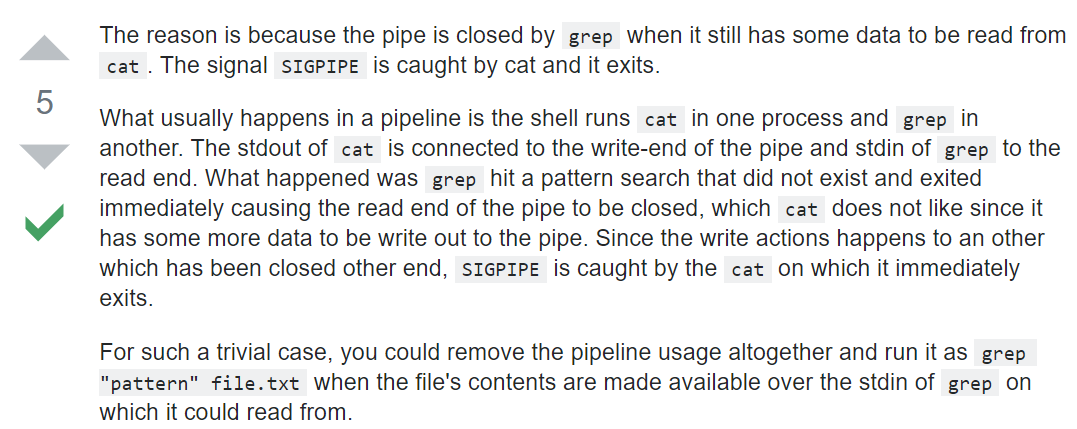 The reason is because the pipe is closed by grep when it still has some data to be read from
cat . The signal SIGPIPE is caught by cat and it exits.
5
What usually happens in a pipeline is the shell runs cat in one process and grep in
another. The stdout of cat is connected to the write-end of the pipe and stdin of grep to the
read end. What happened was grep hit a pattern search that did not exist and exited
immediately causing the read end of the pipe to be closed, which cat does not like since it
has some more data to be write out to the pipe. Since the write actions happens to an other
which has been closed other end, SIGPIPE is caught by the cat on which it immediately
exits.
For such a trivial case, you could remove the pipeline usage altogether and run it as grep
"pattern" file.txt when the file's contents are made available over the stdin of grep on
which it could read from.